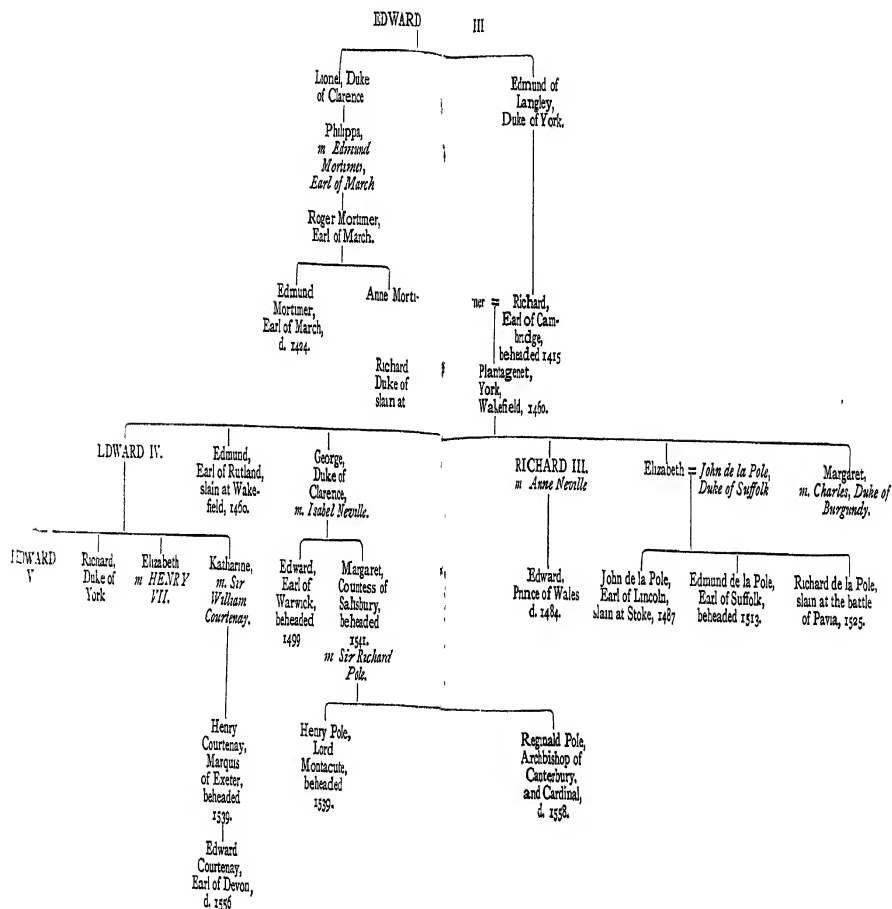 EDWARD III
Lionel, Duke
of Clarence
Edmund of
Langley,
Duke of York.
Philippa,
m Edmund
Mortimer,
Earl of March
Roger Mortimer,
Earl of March.
Edmund
Mortimer,
Earl of March,
d. 1424.
Anne Morti-
mer = Richard,
Earl of Cam-
bridge,
beheaded 1415
Richard Plantagenet,
Duke of York,
slain at Wakefield, 1460.
EDWARD IV.
Edmund,
Earl of Rutland,
slain at Wake-
field, 1460.
George,
Duke of
Clarence,
m. Isabel Neville.
RICHARD III.
m Anne Neville
Elizabeth = John de la Pole,
Duke of Suffolk
Margaret,
m. Charles, Duke of
Burgundy.
EDWARD
V
Richard,
Duke of
York
Elizabeth
m HENRY
VII.
Katharine,
m. Sir
William
Courtenay.
Edward,
Earl of
Warwick,
beheaded
1499
Margaret,
Countess of
Salisbury,
beheaded
1541.
m Sir Richard
Pole.
Edward,
Prince of Wales
d. 1484.
John de la Pole,
Earl of Lincoln,
slain at Stoke, 1487
Edmund de la Pole,
Earl of Suffolk,
beheaded 1513.
Richard de la Pole,
slain at the battle
of Pavia, 1525.
Henry
Courtenay,
Marquis
of Exeter,
beheaded
1539.
Henry Pole,
Lord
Montacute,
beheaded
1539.
Reginald Pole,
Archbishop of
Canterbury,
and Cardinal,
d. 1558.
Edward
Courtenay,
Earl of Devon,
d. 1556